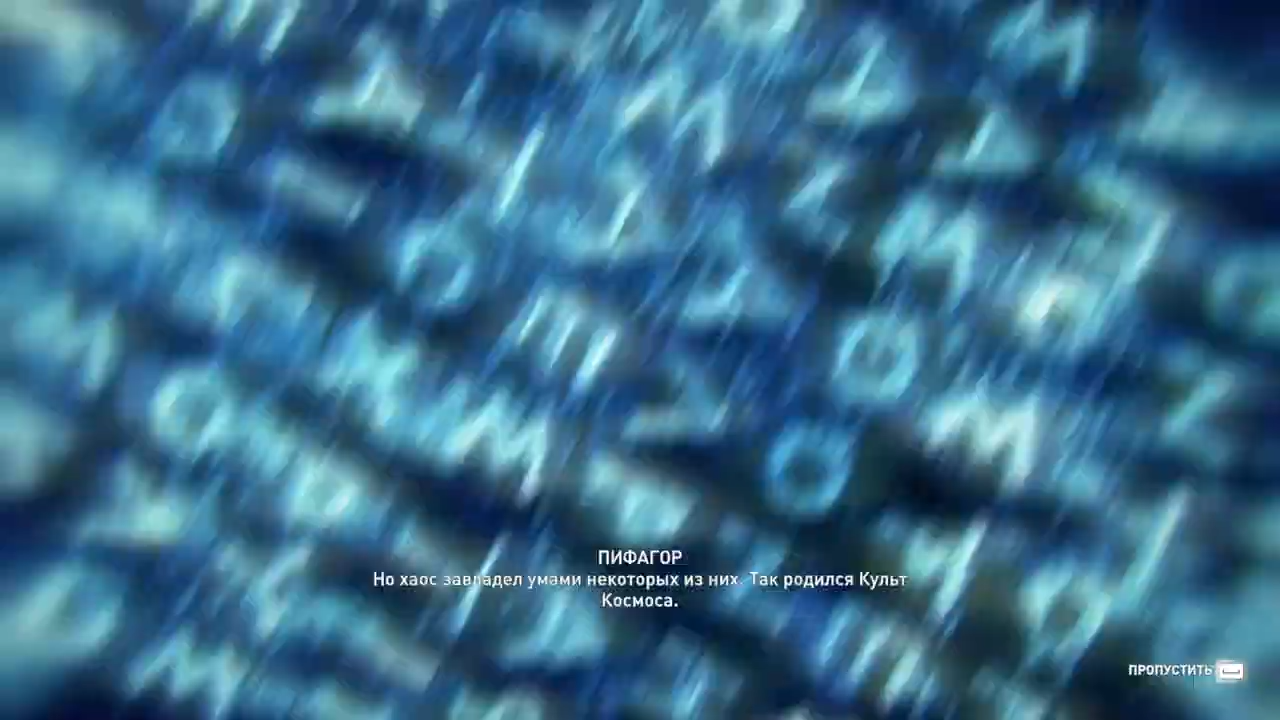 ПИФАГОР
Но хаос завладел умами некоторых из них. Так родился Культ
Космоса.
ПРОПУСТИТЬ